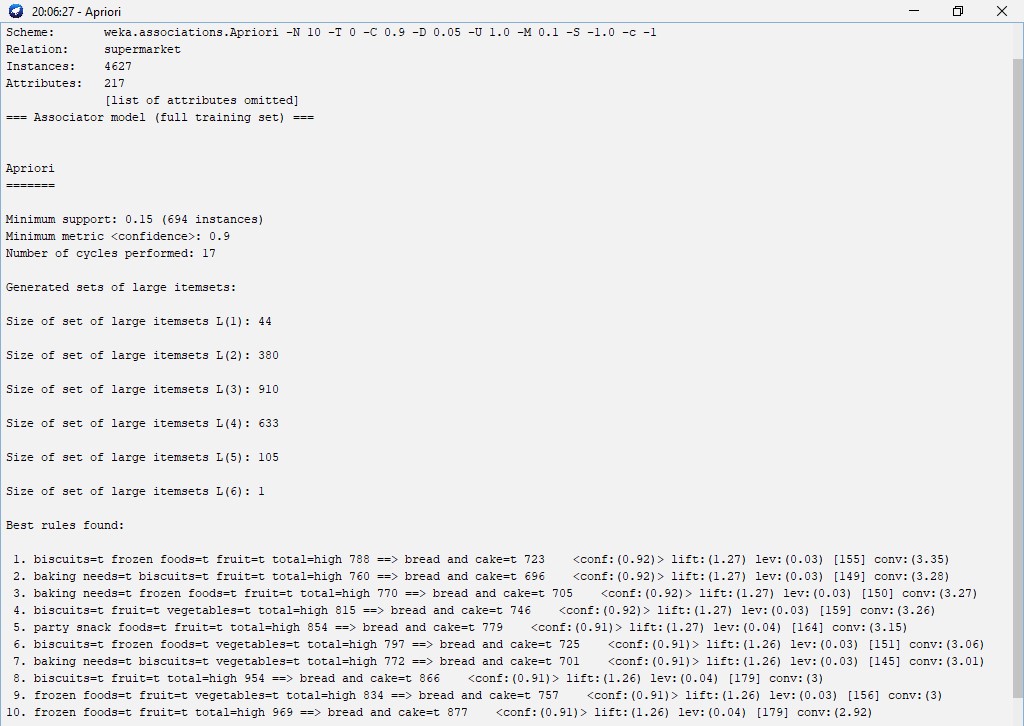 20:06:27 - Apriori
Scheme: weka.associations.Apriori -N 10 -T 0 -C 0.9 -D 0.05 -U 1.0 -M 0.1 -S -1.0 -c -1
Relation: supermarket
Instances: 4627
Attributes: 217
[list of attributes omitted]
=== Associator model (full training set) ===
Apriori
=======
Minimum support: 0.15 (694 instances)
Minimum metric <confidence>: 0.9
Number of cycles performed: 17
Generated sets of large itemsets:
Size of set of large itemsets L(1): 44
Size of set of large itemsets L(2): 380
Size of set of large itemsets L(3): 910
Size of set of large itemsets L(4): 633
Size of set of large itemsets L(5): 105
Size of set of large itemsets L(6): 1
Best rules found:
1. biscuits=t frozen foods=t fruit=t total=high 788 ==> bread and cake=t 723 <conf:(0.92)> lift:(1.27) lev:(0.03) [155] conv:(3.35)
2. baking needs=t biscuits=t fruit=t total=high 760 ==> bread and cake=t 696 <conf:(0.92)> lift:(1.27) lev:(0.03) [149] conv:(3.28)
3. baking needs=t frozen foods=t fruit=t total=high 770 ==> bread and cake=t 705 <conf:(0.92)> lift:(1.27) lev:(0.03) [150] conv:(3.27)
4. biscuits=t fruit=t vegetables=t total=high 815 ==> bread and cake=t 746 <conf:(0.92)> lift:(1.27) lev:(0.03) [159] conv:(3.26)
5. party snack foods=t fruit=t total=high 854 ==> bread and cake=t 779 <conf:(0.91)> lift:(1.27) lev:(0.04) [164] conv:(3.15)
6. biscuits=t frozen foods=t vegetables=t total=high 797 ==> bread and cake=t 725 <conf:(0.91)> lift:(1.26) lev:(0.03) [151] conv:(3.06)
7. baking needs=t biscuits=t vegetables=t total=high 772 ==> bread and cake=t 701 <conf:(0.91)> lift:(1.26) lev:(0.03) [145] conv:(3.01)
8. biscuits=t fruit=t total=high 954 ==> bread and cake=t 866 <conf:(0.91)> lift:(1.26) lev:(0.04) [179] conv:(3)
9. frozen foods=t fruit=t vegetables=t total=high 834 ==> bread and cake=t 757 <conf:(0.91)> lift:(1.26) lev:(0.03) [156] conv:(3)
10. frozen foods=t fruit=t total=high 969 ==> bread and cake=t 877 <conf:(0.91)> lift:(1.26) lev:(0.04) [179] conv:(2.92)